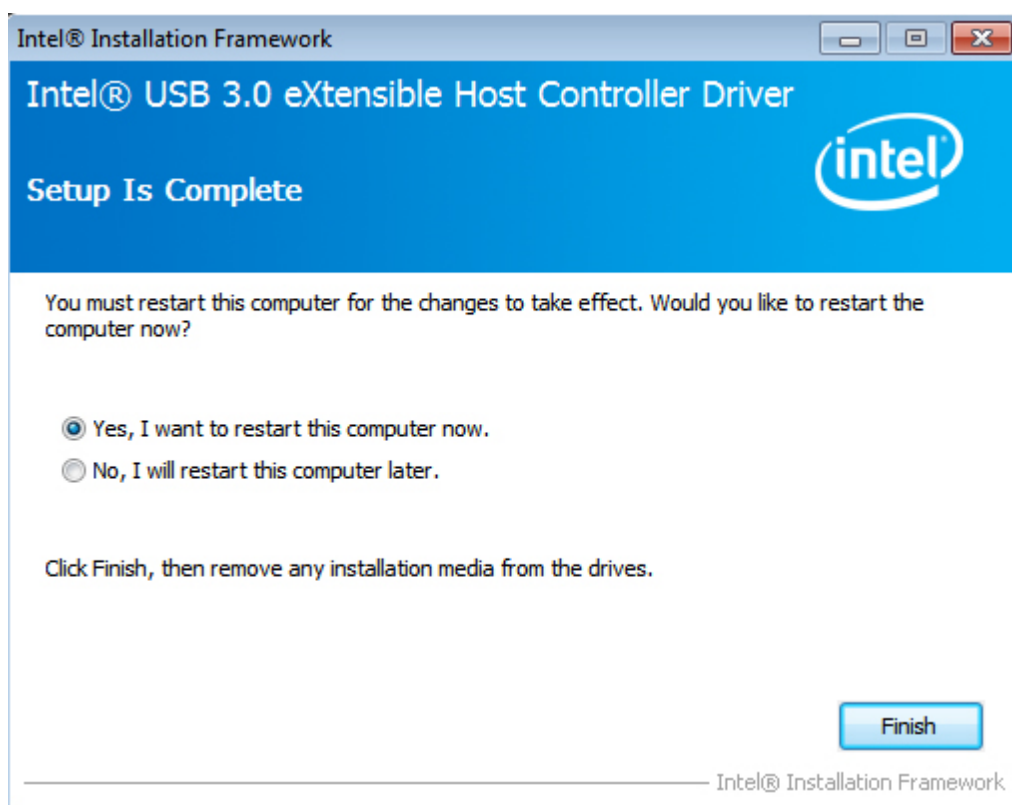 Intel® Installation Framework
Intel® USB 3.0 eXtensible Host Controller Driver
intel®
Setup Is Complete
You must restart this computer for the changes to take effect. Would you like to restart the
computer now?
Yes, I want to restart this computer now.
No, I will restart this computer later.
Click Finish, then remove any installation media from the drives.
Finish
Intel® Installation Framework